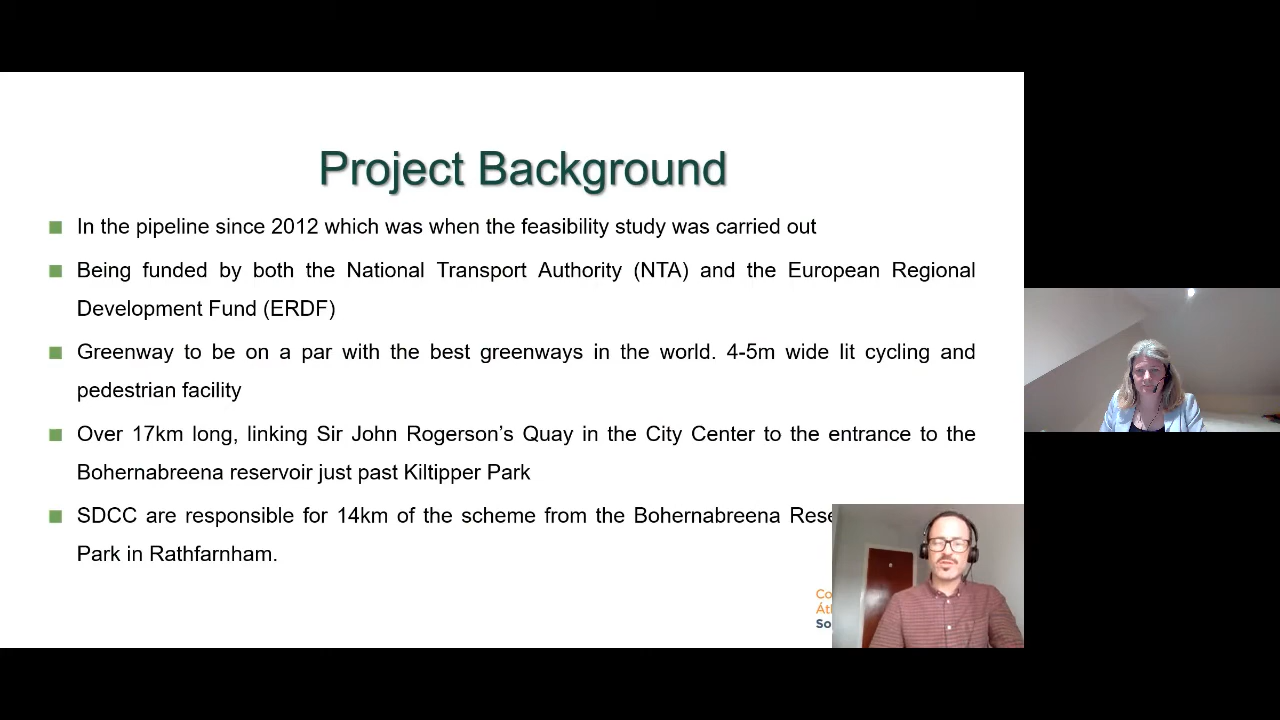 Project Background
In the pipeline since 2012 which was when the feasibility study was carried out
Being funded by both the National Transport Authority (NTA) and the European Regional
Development Fund (ERDF)
Greenway to be on a par with the best greenways in the world. 4-5m wide lit cycling and
pedestrian facility
Over 17km long, linking Sir John Rogerson’s Quay in the City Center to the entrance to the
Bohernabreena reservoir just past Kiltipper Park
SDCC are responsible for 14km of the scheme from the Bohernabreena
Park in Rathfarnham.